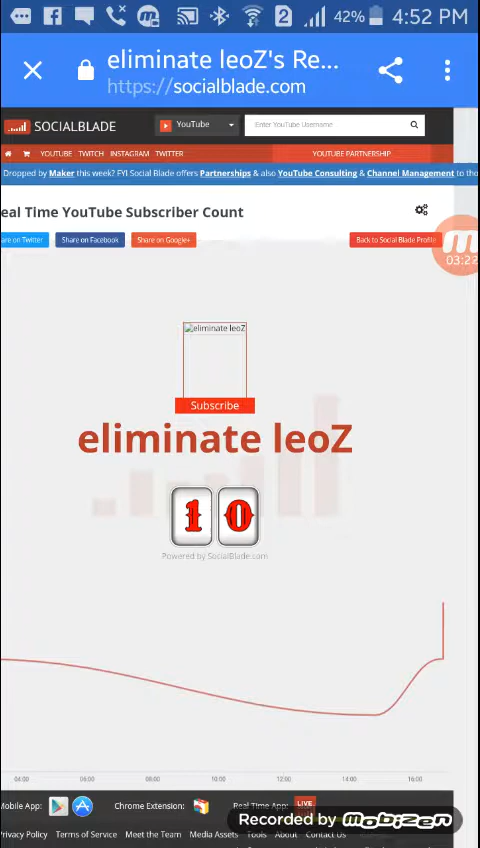 2 42% 4:52 PM
eliminate leoZ's Re...
https://socialblade.com
SOCIALBLADE YouTube Enter YouTube Username
YOUTUBE TWITCH INSTAGRAM TWITTER YOUTUBE PARTNERSHIP
Dropped by Maker this week? FYI Social Blade offers Partnerships & also YouTube Consulting & Channel Management to tho
eal Time YouTube Subscriber Count
are on Twitter Share on Facebook Share on Google+ Back to Social Blade Profile
03:22
eliminate leoZ
Subscribe
eliminate leoZ
10
Powered by SocialBlade.com
04:00 06:00 08:00 10:00 12:00 14:00 16:00
Mobile App: Chrome Extension: Real Time App: LIVE
Recorded by Mobizen
Privacy Policy Terms of Service Meet the Team Media Assets Tools About Contact Us